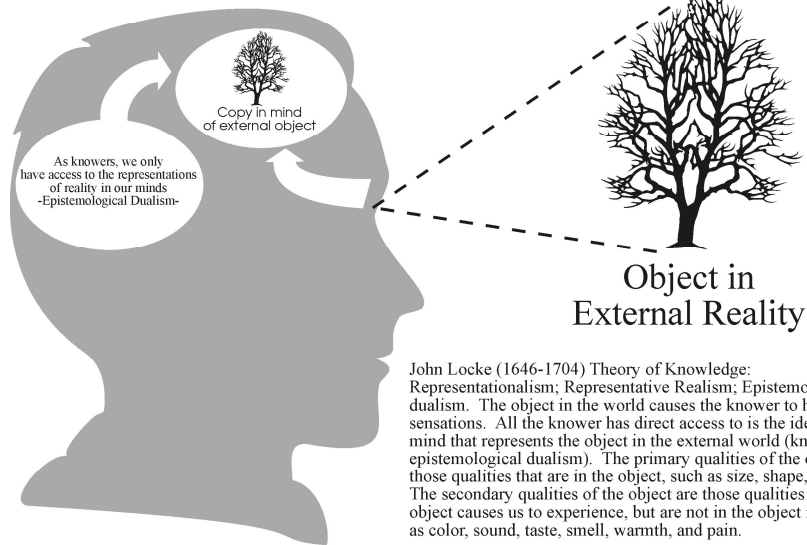 Copy in mind
of external object
As knowers, we only
have access to the representations
of reality in our minds
-Epistemological Dualism-
Object in
External Reality
John Locke (1646-1704) Theory of Knowledge:
Representationalism; Representative Realism; Epistemo
dualism. The object in the world causes the knower to h
sensations. All the knower has direct access to is the ide
mind that represents the object in the external world (kn
epistemological dualism). The primary qualities of the
those qualities that are in the object, such as size, shape,
The secondary qualities of the object are those qualities
object causes us to experience, but are not in the object
as color, sound, taste, smell, warmth, and pain.